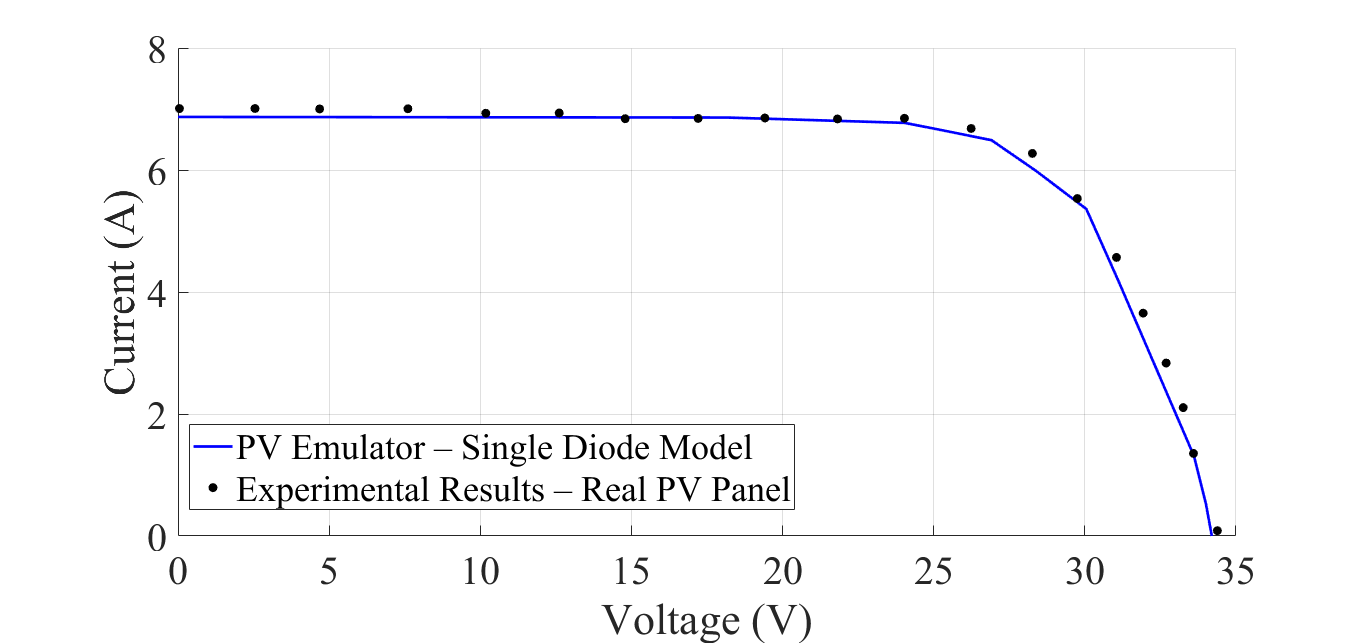 8
6
4
2
0
Current (A)
PV Emulator – Single Diode Model
Experimental Results – Real PV Panel
0 5 10 15 20 25 30 35
Voltage (V)